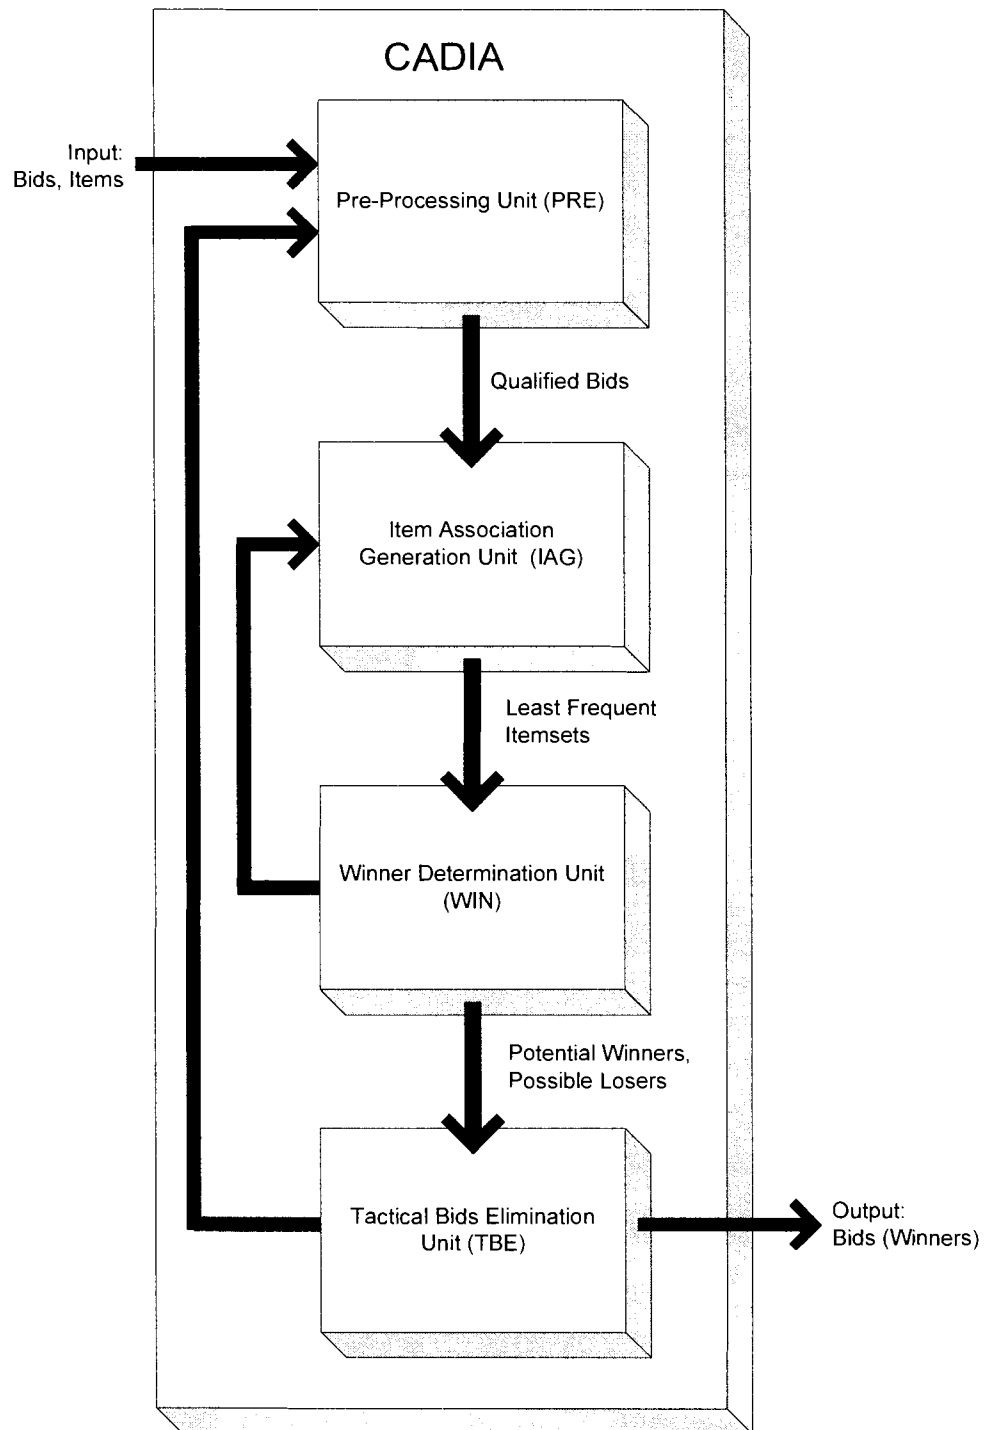 CADIA
Input:
Bids, Items
Pre-Processing Unit (PRE)
Qualified Bids
Item Association
Generation Unit (IAG)
Least Frequent
Itemsets
Winner Determination Unit
(WIN)
Potential Winners,
Possible Losers
Tactical Bids Elimination
Unit (TBE)
Output:
Bids (Winners)